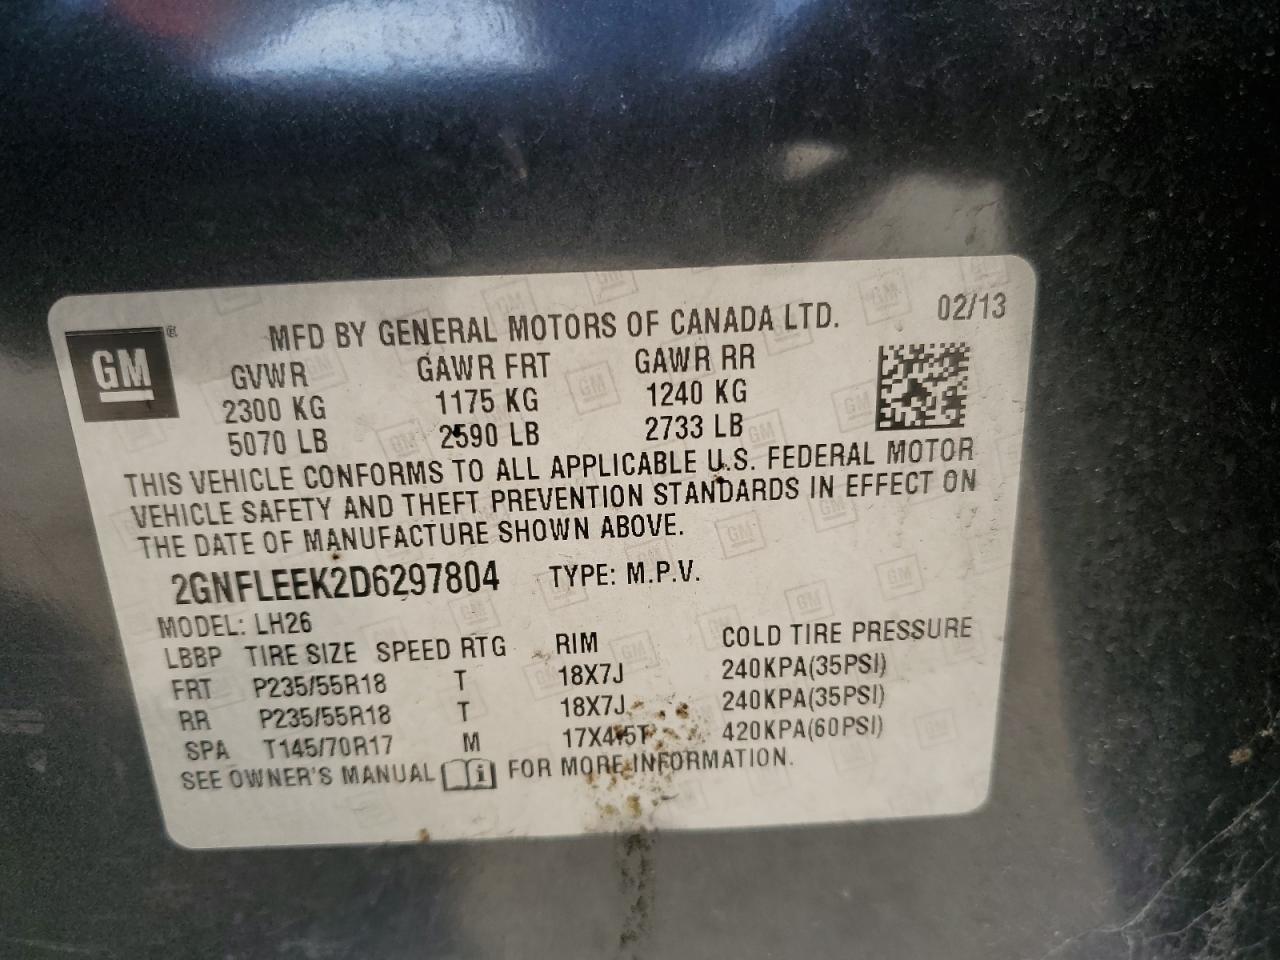 GM®
MFD BY GENERAL MOTORS OF CANADA LTD. 02/13
GVWR GAWR FRT GAWR RR
2300 KG 1175 KG 1240 KG
5070 LB 2590 LB 2733 LB
THIS VEHICLE CONFORMS TO ALL APPLICABLE U.S. FEDERAL MOTOR
VEHICLE SAFETY AND THEFT PREVENTION STANDARDS IN EFFECT ON
THE DATE OF MANUFACTURE SHOWN ABOVE.
2GNFLEEK2D6297804 TYPE: M.P.V.
MODEL: LH26
LBBP TIRE SIZE SPEED RTG RIM COLD TIRE PRESSURE
FRT P235/55R18 T 18X7J 240KPA(35PSI)
RR P235/55R18 T 18X7J 240KPA(35PSI)
SPA T145/70R17 M 17X4.5T 420KPA(60PSI)
SEE OWNER'S MANUAL FOR MORE INFORMATION.